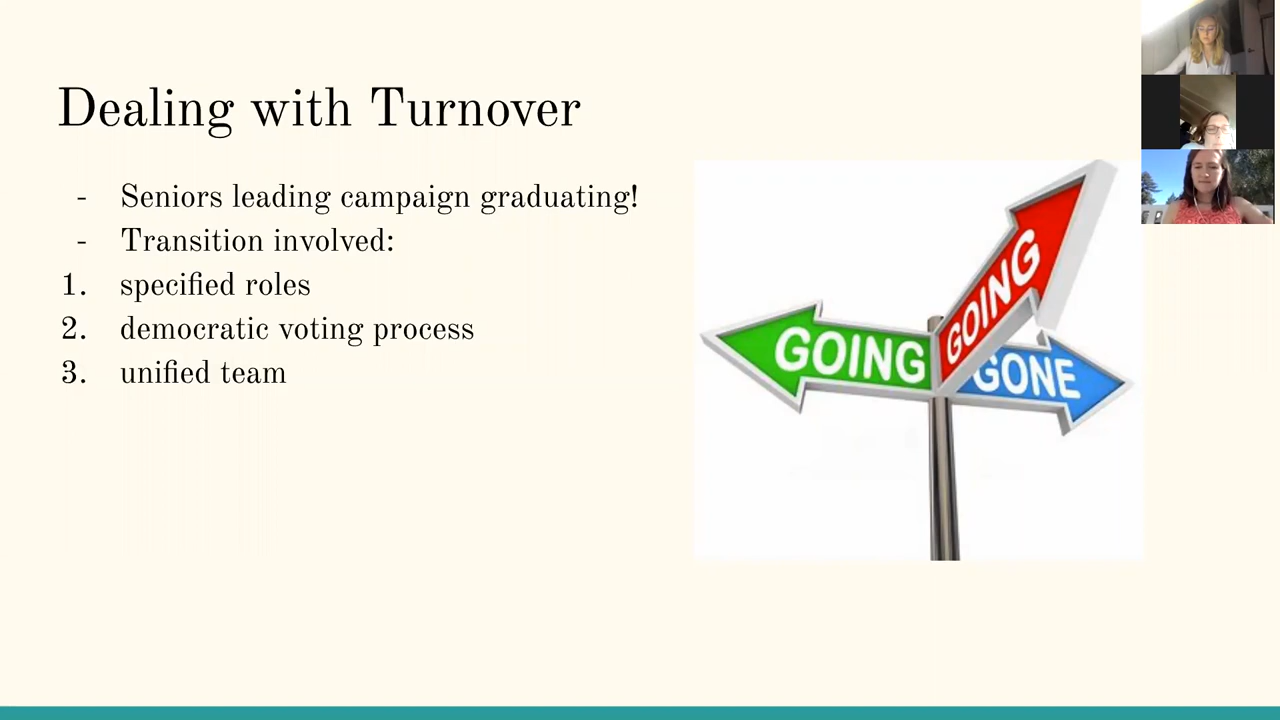 Dealing with Turnover
- Seniors leading campaign graduating!
- Transition involved:
1. specified roles
2. democratic voting process
3. unified team
GOING
GOING
GONE